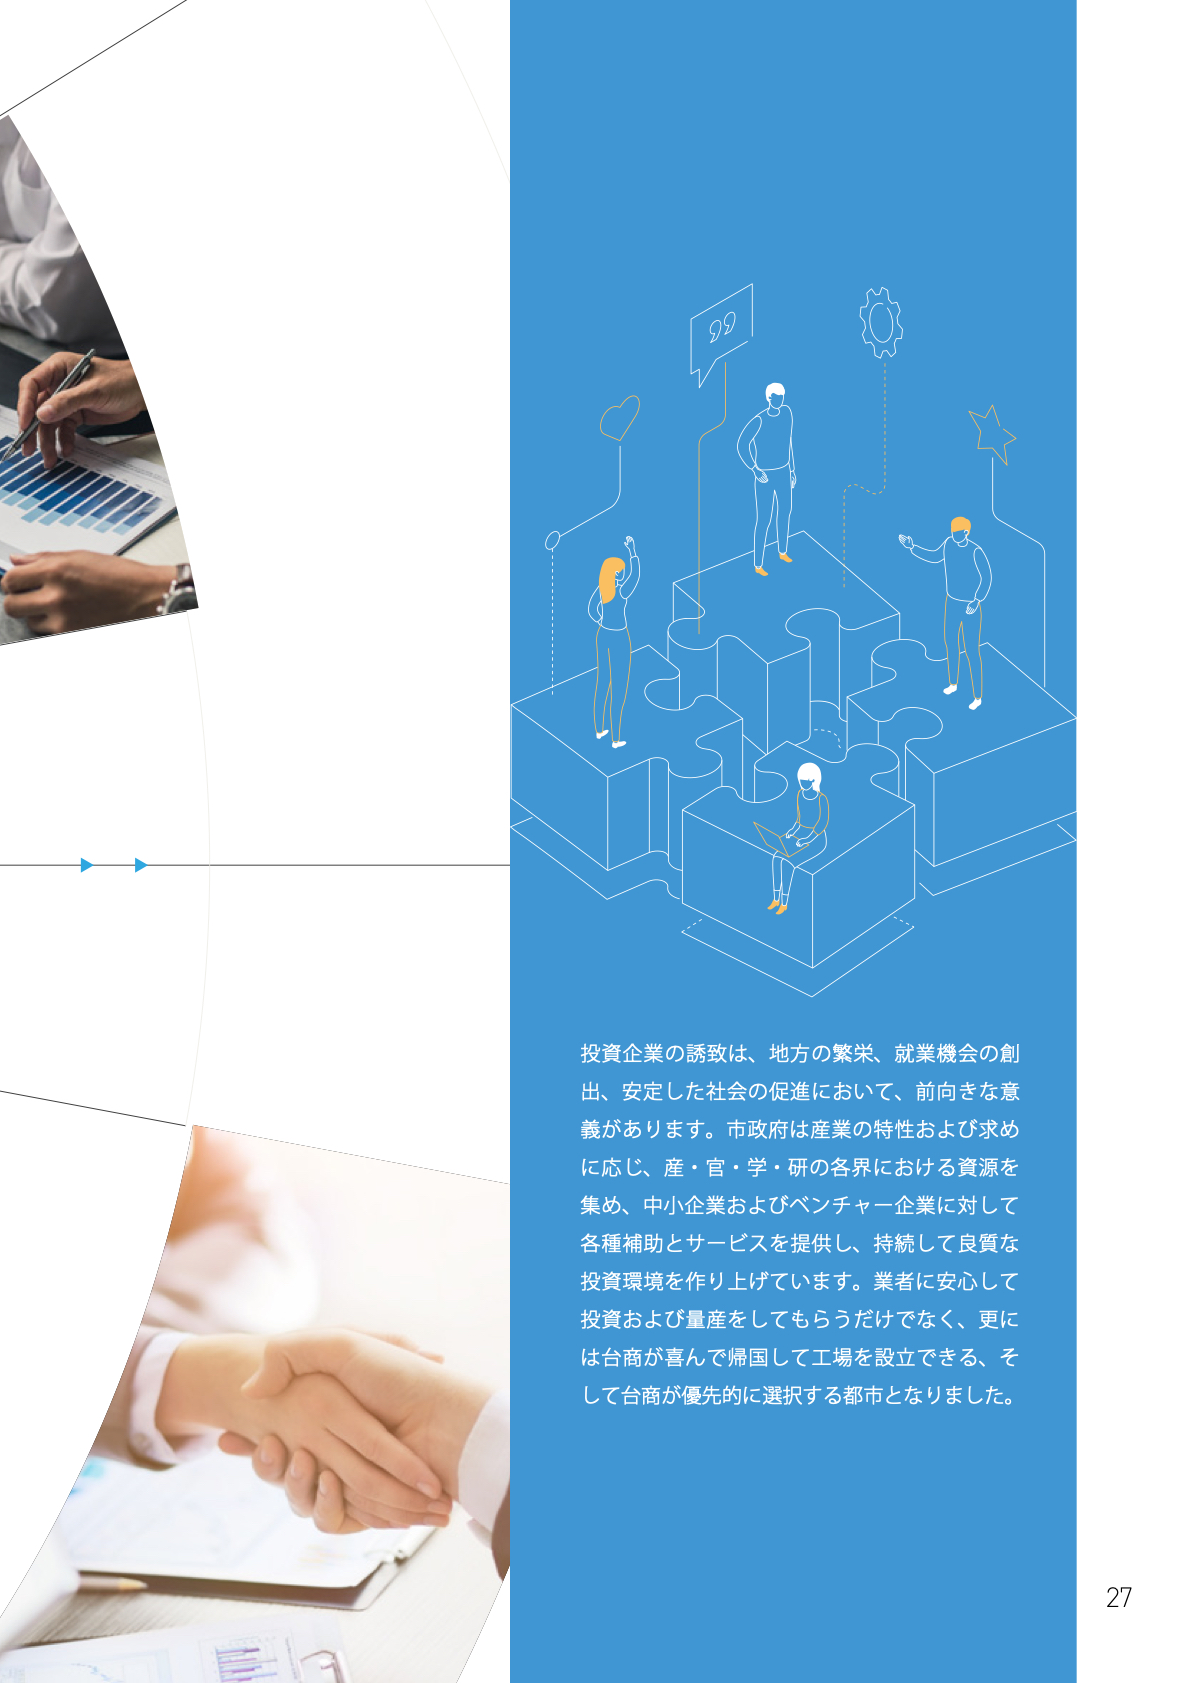 投資企業の誘致は、地方の繁栄、就業機会の創
出、安定した社会の促進において、前向きな意
義があります。市政府は産業の特性および求め
に応じ、産・官・学・研の各界における資源を
集め、中小企業およびベンチャー企業に対して
各種補助とサービスを提供し、持続して良質な
投資環境を作り上げています。業者に安心して
投資および量産をしてもらうだけでなく、更に
は台商が喜んで帰国して工場を設立できる、そ
して台商が優先的に選択する都市となりました。
27